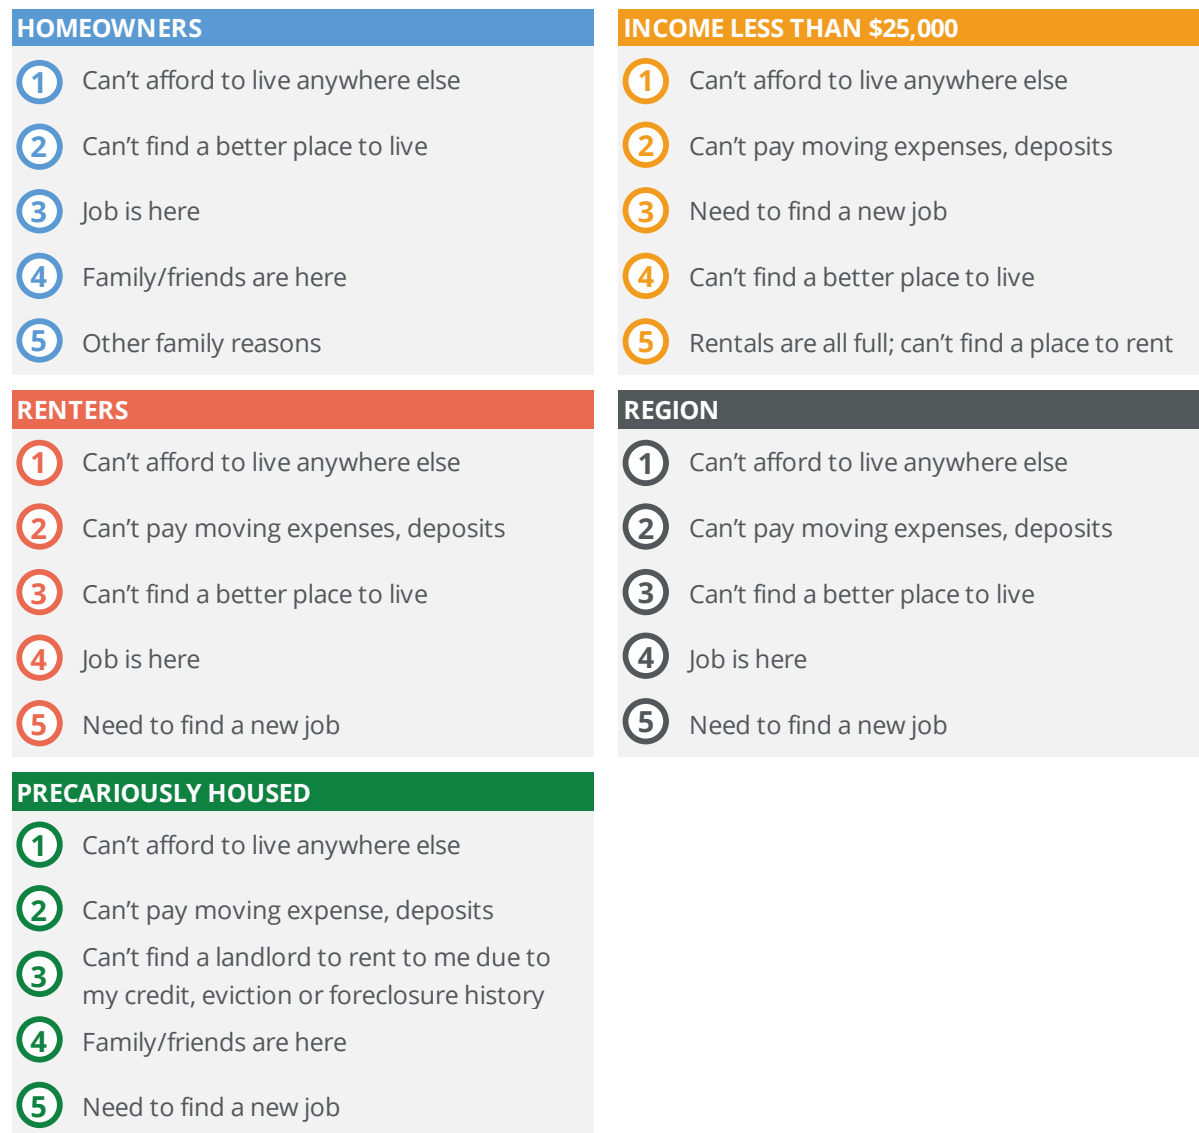 HOMEOWNERS
1 Can't afford to live anywhere else
2 Can't find a better place to live
3 Job is here
4 Family/friends are here
5 Other family reasons
INCOME LESS THAN $25,000
1 Can't afford to live anywhere else
2 Can't pay moving expenses, deposits
3 Need to find a new job
4 Can't find a better place to live
5 Rentals are all full; can't find a place to rent
RENTERS
1 Can't afford to live anywhere else
2 Can't pay moving expenses, deposits
3 Can't find a better place to live
4 Job is here
5 Need to find a new job
REGION
1 Can't afford to live anywhere else
2 Can't pay moving expenses, deposits
3 Can't find a better place to live
4 Job is here
5 Need to find a new job
PRECARIOUSLY HOUSED
1 Can't afford to live anywhere else
2 Can't pay moving expense, deposits
3 Can't find a landlord to rent to me due to
my credit, eviction or foreclosure history
4 Family/friends are here
5 Need to find a new job